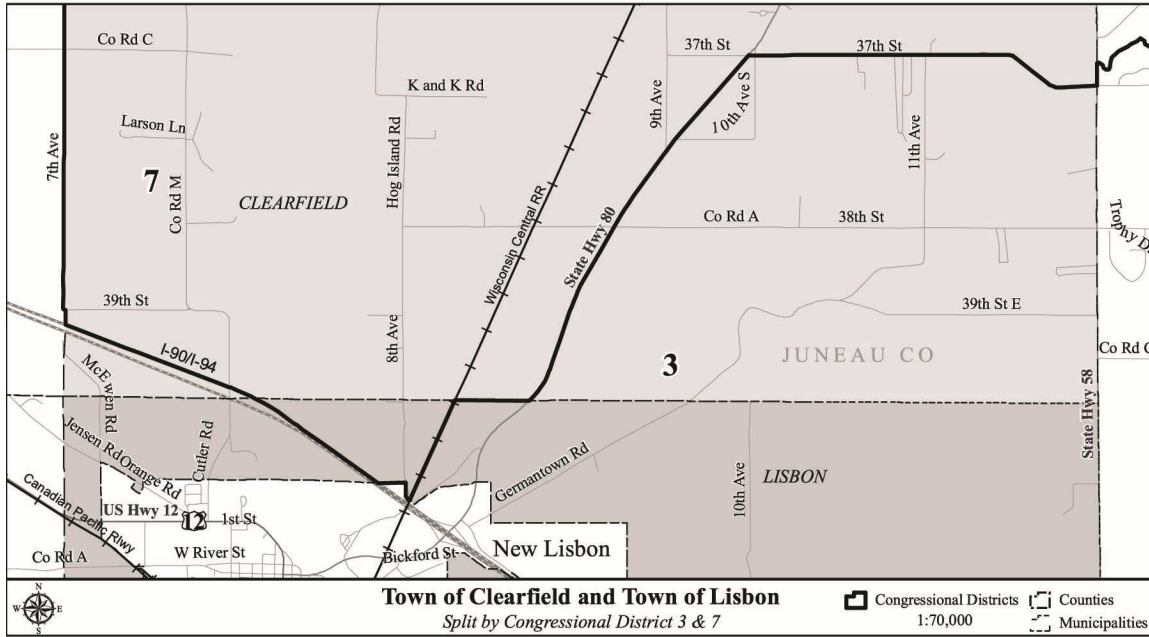 Co Rd C
37th St
37th St
K and K Rd
9th Ave
10th Ave S
11th Ave
Larson Ln
7th Ave
7
Co Rd M
CLEARFIELD
Hog Island Rd
Wisconsin Central RR
State Hwy 80
Co Rd A
38th St
39th St
39th St E
8th Ave
I-90/I-94
3
JUNEAU CO
McEwen Rd
State Hwy 58
Jensen Rd
Orange Rd
Cutler Rd
Germantown Rd
10th Ave
LISBON
Canadian Pacific Rlwy
US Hwy 12
12
1st St
W River St
Bickford St
New Lisbon
Co Rd A
N
W E
S
Town of Clearfield and Town of Lisbon
Split by Congressional District 3 & 7
Congressional Districts
1:70,000
Counties
Municipalities